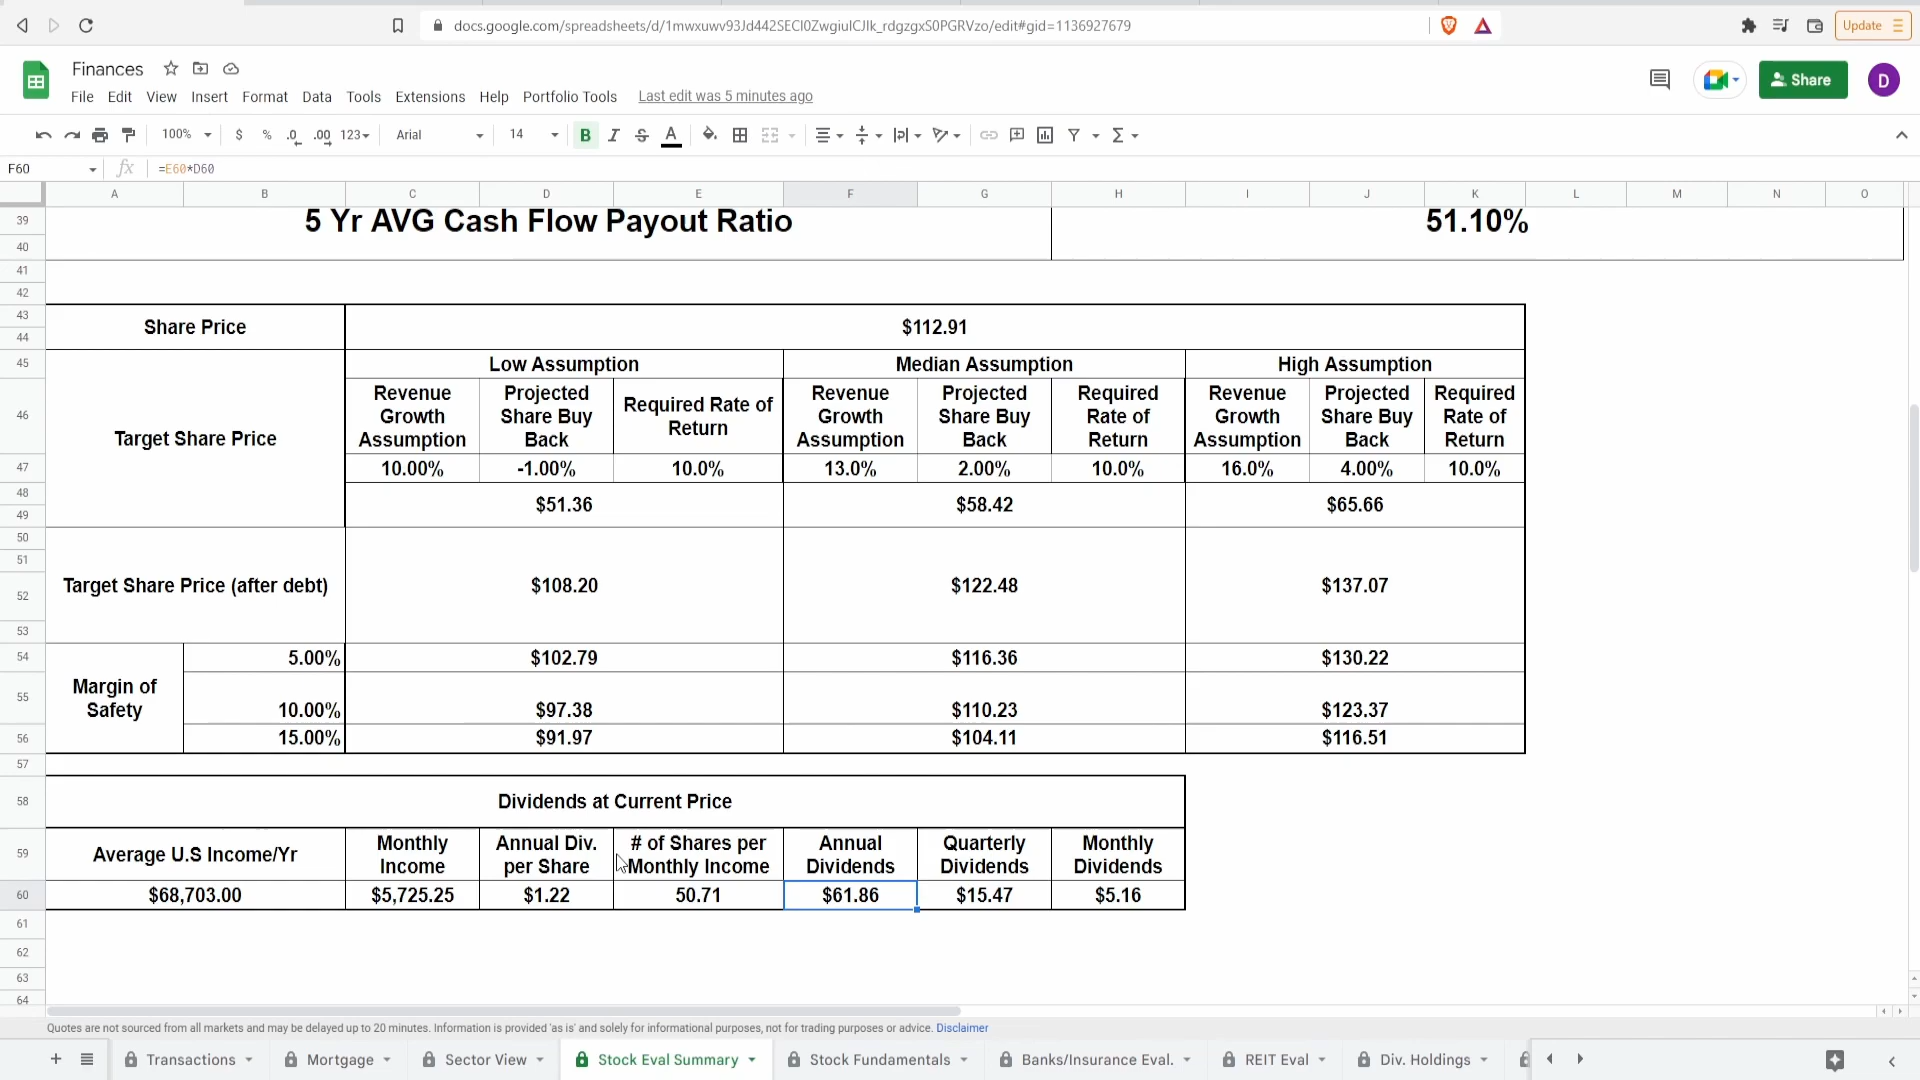 docs.google.com/spreadsheets/d/1mwxuwv93Jd442SECI0ZwgiuICJIk_rdgzgxS0PGRVzo/edit#gid=1136927679
Update
Finances
File Edit View Insert Format Data Tools Extensions Help Portfolio Tools Last edit was 5 minutes ago
Share
D
100% $ % .0 .00 123 Arial 14 B I S A
F60 fx =E60*D60
A B C D E F G H I J K L M N O
39 5 Yr AVG Cash Flow Payout Ratio 51.10%
40
41
42
43 Share Price $112.91
44
45 Low Assumption Median Assumption High Assumption
46 Target Share Price
Revenue Growth Assumption Projected Share Buy Back Required Rate of Return Revenue Growth Assumption Projected Share Buy Back Required Rate of Return Revenue Growth Assumption Projected Share Buy Back Required Rate of Return
47 10.00% -1.00% 10.0% 13.0% 2.00% 10.0% 16.0% 4.00% 10.0%
48 $51.36 $58.42 $65.66
49
50
51
52 Target Share Price (after debt) $108.20 $122.48 $137.07
53
54 5.00% $102.79 $116.36 $130.22
55 Margin of Safety 10.00% $97.38 $110.23 $123.37
56 15.00% $91.97 $104.11 $116.51
57
58 Dividends at Current Price
59 Average U.S Income/Yr Monthly Income Annual Div. per Share # of Shares per Monthly Income Annual Dividends Quarterly Dividends Monthly Dividends
60 $68,703.00 $5,725.25 $1.22 50.71 $61.86 $15.47 $5.16
61
62
63
64
Quotes are not sourced from all markets and may be delayed up to 20 minutes. Information is provided 'as is' and solely for informational purposes, not for trading purposes or advice. Disclaimer
Transactions Mortgage Sector View Stock Eval Summary Stock Fundamentals Banks/Insurance Eval. REIT Eval Div. Holdings